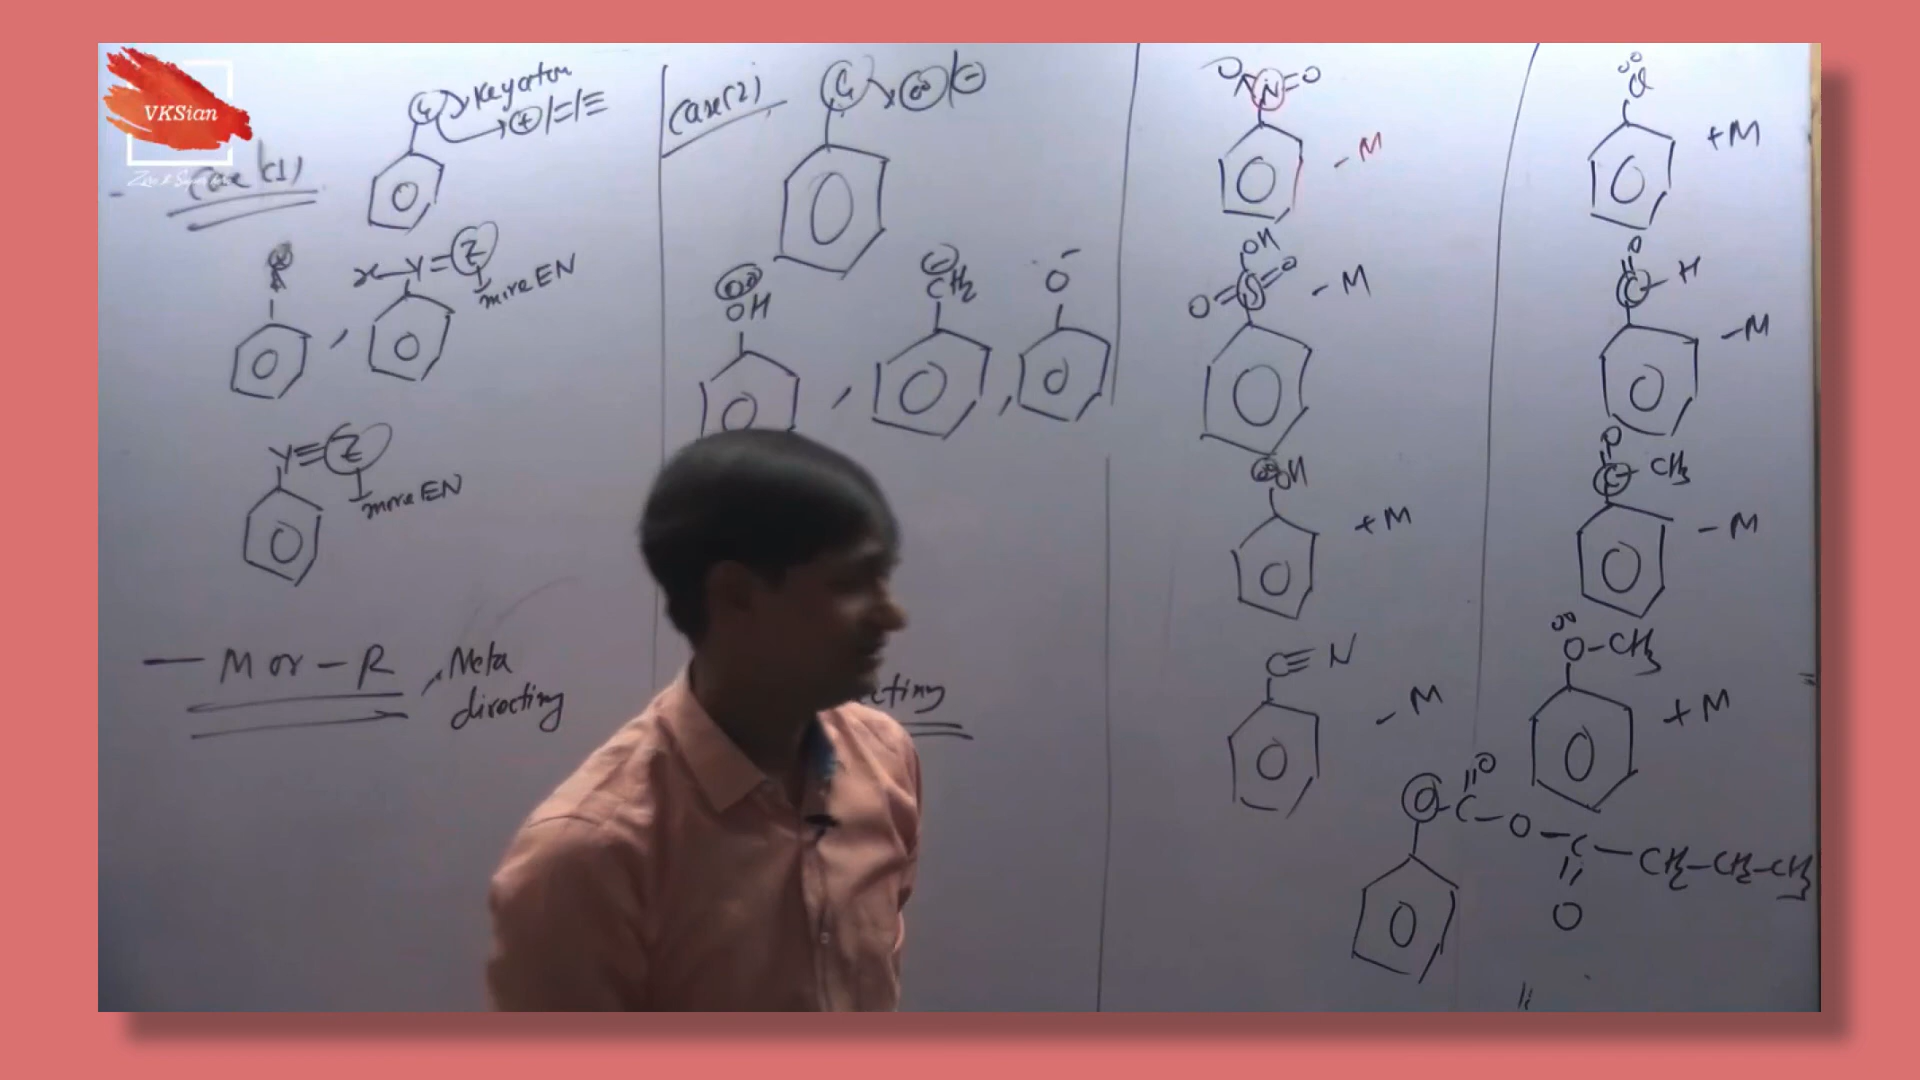 VKSian
Case (1)
G
Key atom
⊕/=/≡
X
x-Y=Z
more EN
Y≡Z
more EN
- M or - R, Meta
directing
Case (2)
G
OH
CH2
O-
ecting
O N=O
- M
OH
O=S=O
- M
OH
+ M
C≡N
- M
Cl
+ M
O
C-H
- M
O
C-CH3
- M
O-CH3
+ M
O-C-O-C-CH2-CH2-CH3
O
O